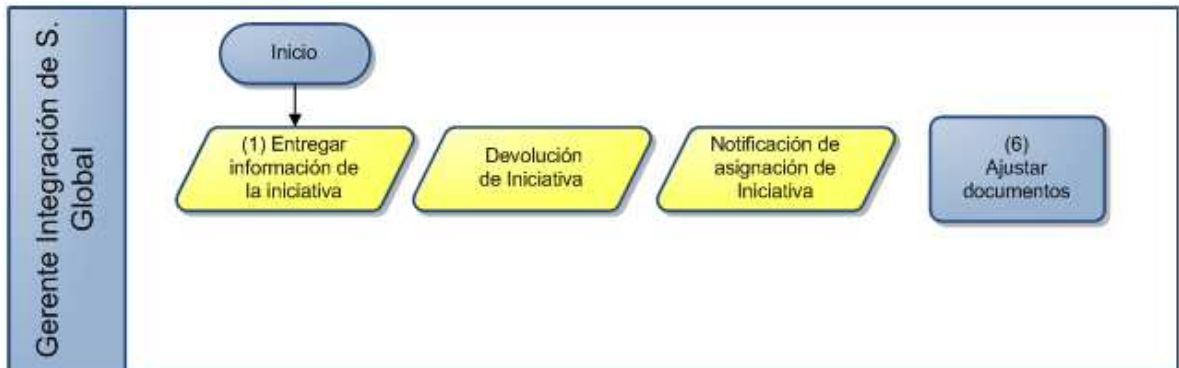 Gerente Integración de S.
Global
Inicio
(1) Entregar
información de
la iniciativa
Devolución
de Iniciativa
Notificación de
asignación de
Iniciativa
(6)
Ajustar
documentos